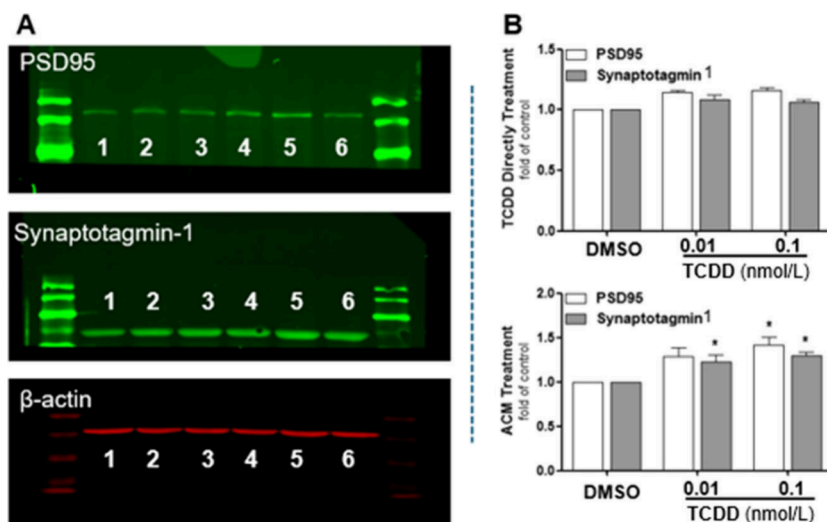 A
PSD95
1 2 3 4 5 6
Synaptotagmin-1
1 2 3 4 5 6
β-actin
1 2 3 4 5 6
B
TCDD Directly Treatment
fold of control
1.5
1.0
0.5
0.0
PSD95
Synaptotagmin 1
DMSO
0.01
0.1
TCDD (nmol/L)
ACM Treatment
fold of control
2.0
1.5
1.0
0.5
0.0
PSD95
Synaptotagmin 1
*
*
*
DMSO
0.01
0.1
TCDD (nmol/L)